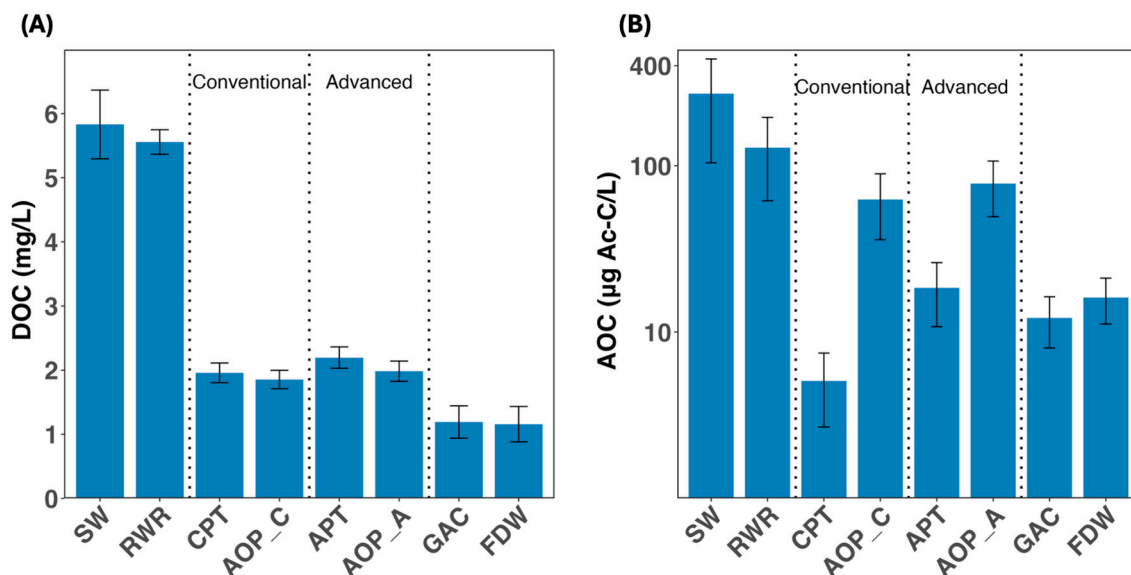 (A)
DOC (mg/L)
6
5
4
3
2
1
0
Conventional
Advanced
SW
RWR
CPT
AOP_C
APT
AOP_A
GAC
FDW
(B)
AOC (µg Ac-C/L)
400
100
10
Conventional
Advanced
SW
RWR
CPT
AOP_C
APT
AOP_A
GAC
FDW